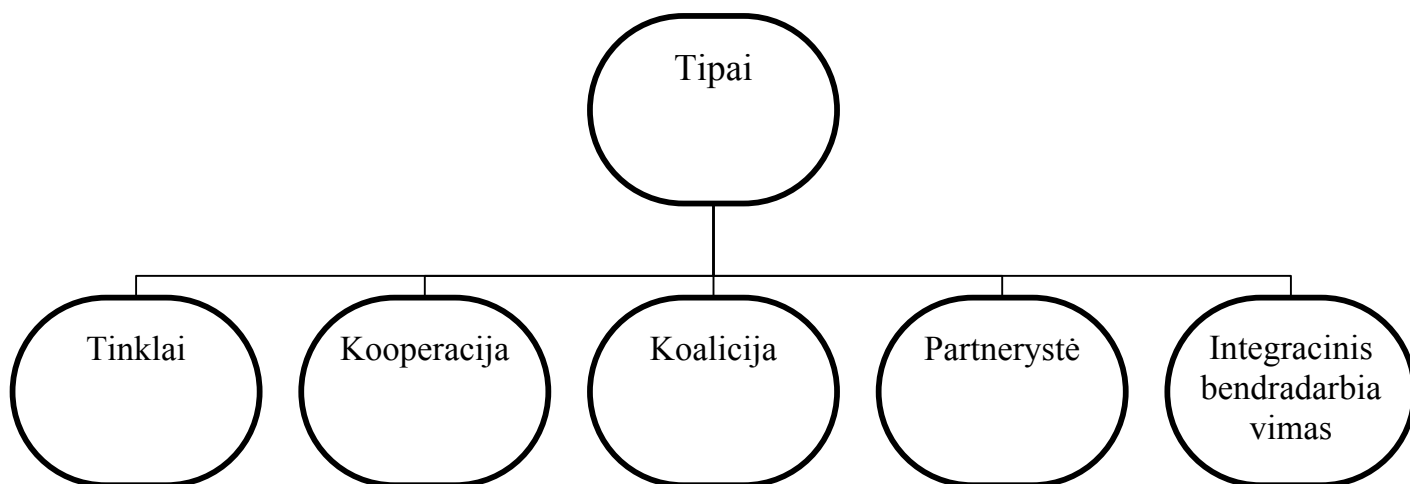 Tipai
Tinklai
Kooperacija
Koalicija
Partnerystė
Integracinis
bendradarbia
vimas